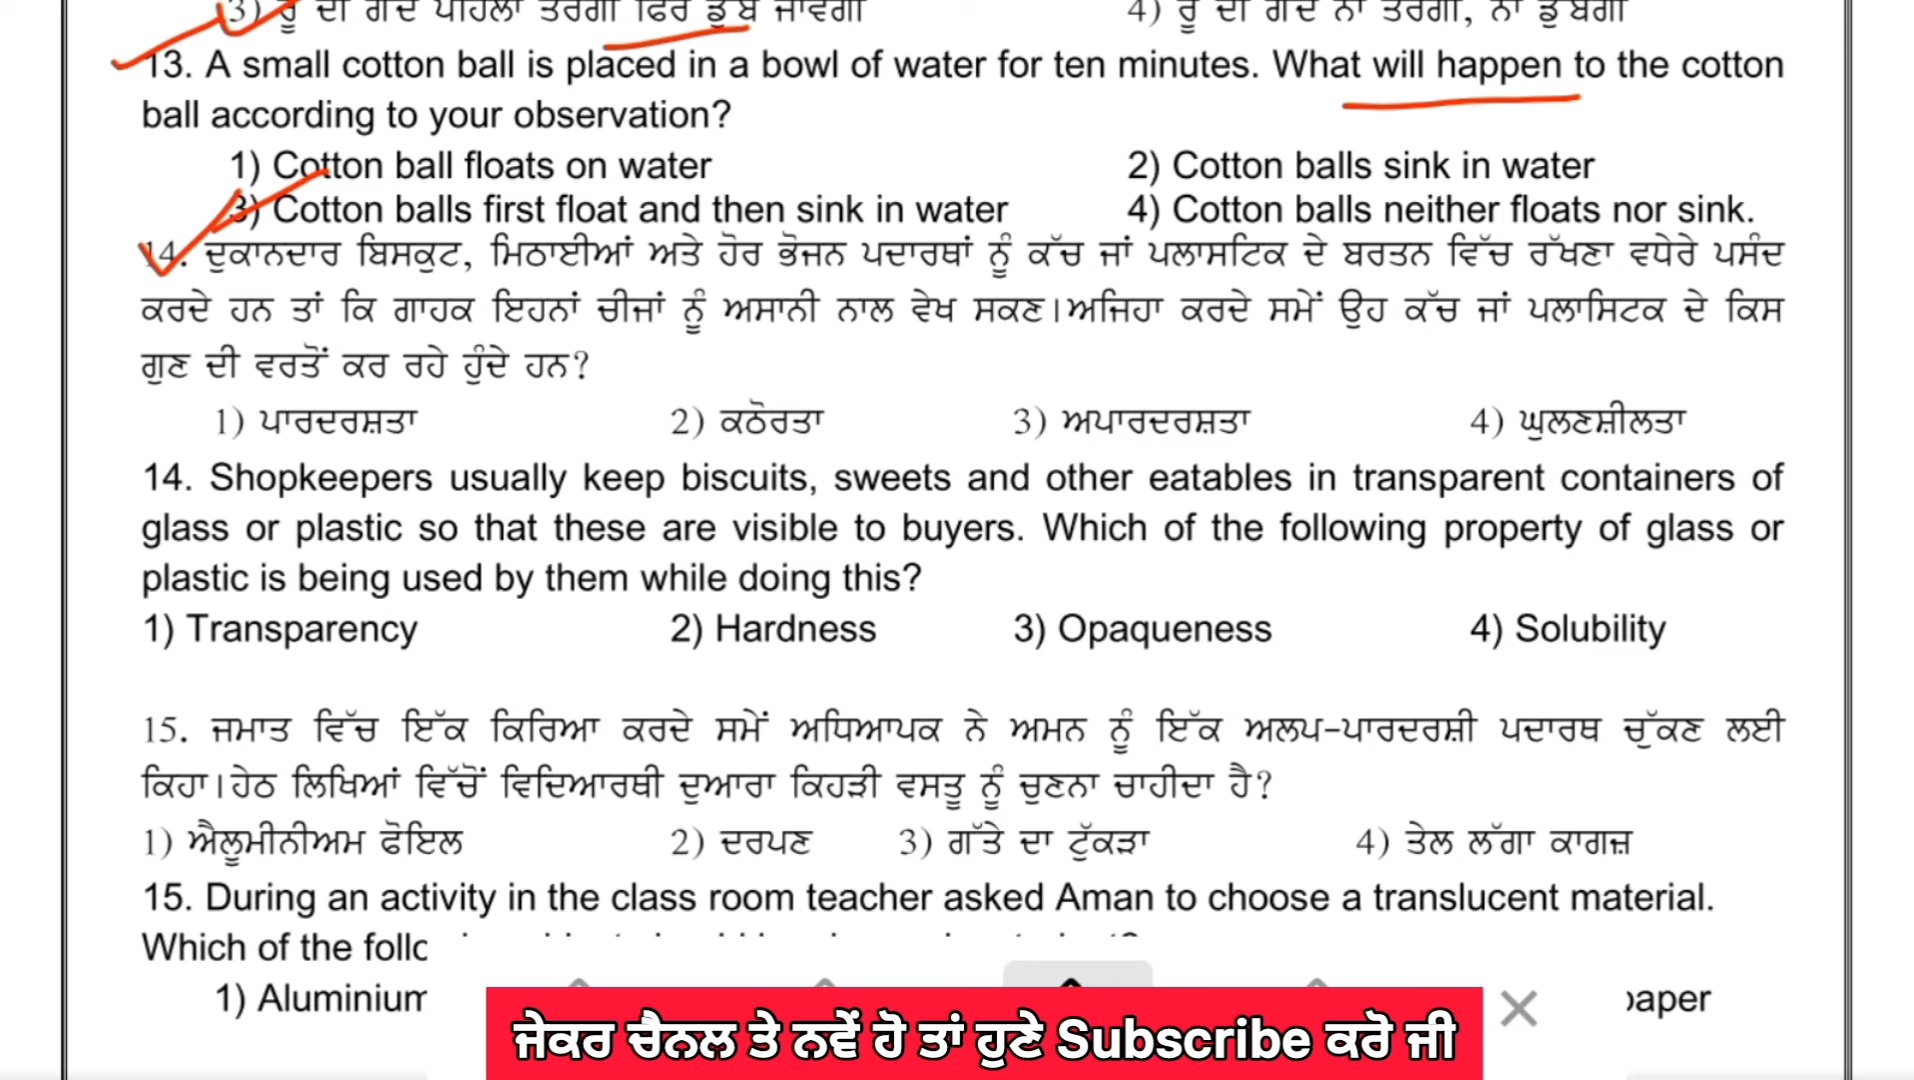 3) ਰੂੰ ਦੀ ਗੇਂਦ ਪਹਿਲਾਂ ਤੈਰੇਗੀ ਫਿਰ ਡੁੱਬ ਜਾਵੇਗੀ 4) ਰੂੰ ਦੀ ਗੇਂਦ ਨਾ ਤੈਰੇਗੀ, ਨਾ ਡੁੱਬੇਗੀ
13. A small cotton ball is placed in a bowl of water for ten minutes. What will happen to the cotton
ball according to your observation?
1) Cotton ball floats on water 2) Cotton balls sink in water
3) Cotton balls first float and then sink in water 4) Cotton balls neither floats nor sink.
14. ਦੁਕਾਨਦਾਰ ਬਿਸਕੁਟ, ਮਿਠਾਈਆਂ ਅਤੇ ਹੋਰ ਭੋਜਨ ਪਦਾਰਥਾਂ ਨੂੰ ਕੱਚ ਜਾਂ ਪਲਾਸਟਿਕ ਦੇ ਬਰਤਨ ਵਿੱਚ ਰੱਖਣਾ ਵਧੇਰੇ ਪਸੰਦ
ਕਰਦੇ ਹਨ ਤਾਂ ਕਿ ਗਾਹਕ ਇਹਨਾਂ ਚੀਜਾਂ ਨੂੰ ਅਸਾਨੀ ਨਾਲ ਵੇਖ ਸਕਣ।ਅਜਿਹਾ ਕਰਦੇ ਸਮੇਂ ਉਹ ਕੱਚ ਜਾਂ ਪਲਾਸਿਟਕ ਦੇ ਕਿਸ
ਗੁਣ ਦੀ ਵਰਤੋਂ ਕਰ ਰਹੇ ਹੁੰਦੇ ਹਨ?
1) ਪਾਰਦਰਸ਼ਤਾ 2) ਕਠੋਰਤਾ 3) ਅਪਾਰਦਰਸ਼ਤਾ 4) ਘੁਲਣਸ਼ੀਲਤਾ
14. Shopkeepers usually keep biscuits, sweets and other eatables in transparent containers of
glass or plastic so that these are visible to buyers. Which of the following property of glass or
plastic is being used by them while doing this?
1) Transparency 2) Hardness 3) Opaqueness 4) Solubility
15. ਜਮਾਤ ਵਿੱਚ ਇੱਕ ਕਿਰਿਆ ਕਰਦੇ ਸਮੇਂ ਅਧਿਆਪਕ ਨੇ ਅਮਨ ਨੂੰ ਇੱਕ ਅਲਪ-ਪਾਰਦਰਸ਼ੀ ਪਦਾਰਥ ਚੁੱਕਣ ਲਈ
ਕਿਹਾ।ਹੇਠ ਲਿਖਿਆਂ ਵਿੱਚੋਂ ਵਿਦਿਆਰਥੀ ਦੁਆਰਾ ਕਿਹੜੀ ਵਸਤੂ ਨੂੰ ਚੁਣਨਾ ਚਾਹੀਦਾ ਹੈ?
1) ਐਲੂਮੀਨੀਅਮ ਫੋਇਲ 2) ਦਰਪਣ 3) ਗੱਤੇ ਦਾ ਟੁੱਕੜਾ 4) ਤੇਲ ਲੱਗਾ ਕਾਗਜ਼
15. During an activity in the class room teacher asked Aman to choose a translucent material.
Which of the
1) Aluminium paper
ਜੇਕਰ ਚੈਨਲ ਤੇ ਨਵੇਂ ਹੋ ਤਾਂ ਹੁਣੇ Subscribe ਕਰੋ ਜੀ